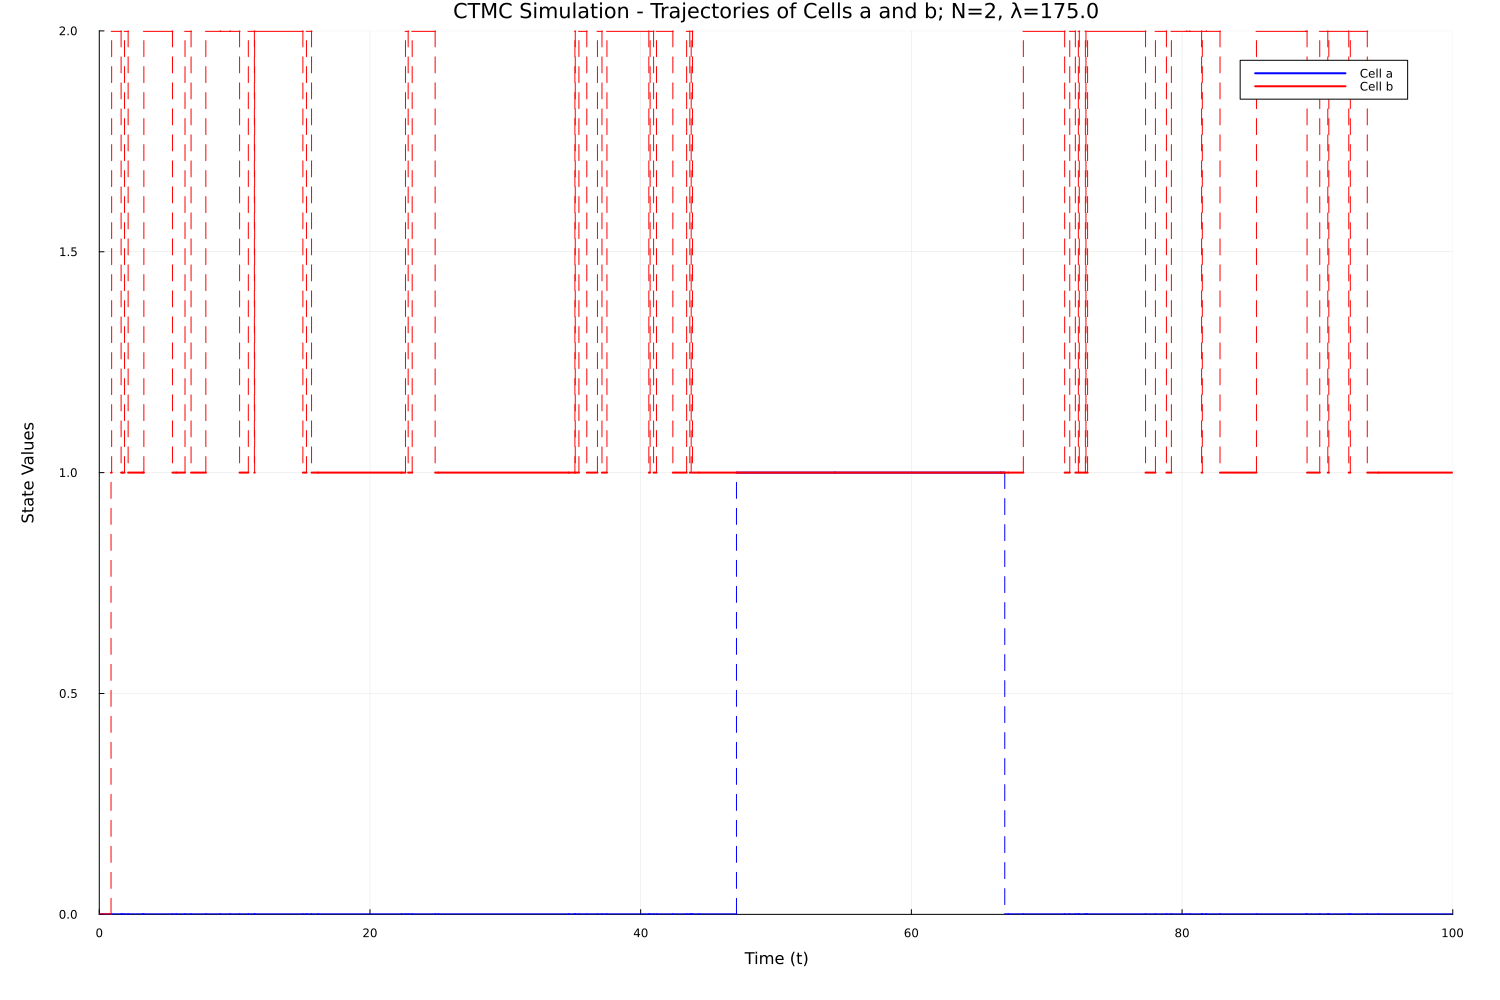 CTMC Simulation - Trajectories of Cells a and b; N=2, λ=175.0
2.0
Cell a
Cell b
1.5
State Values
1.0
0.5
0.0
0 20 40 60 80 100
Time (t)